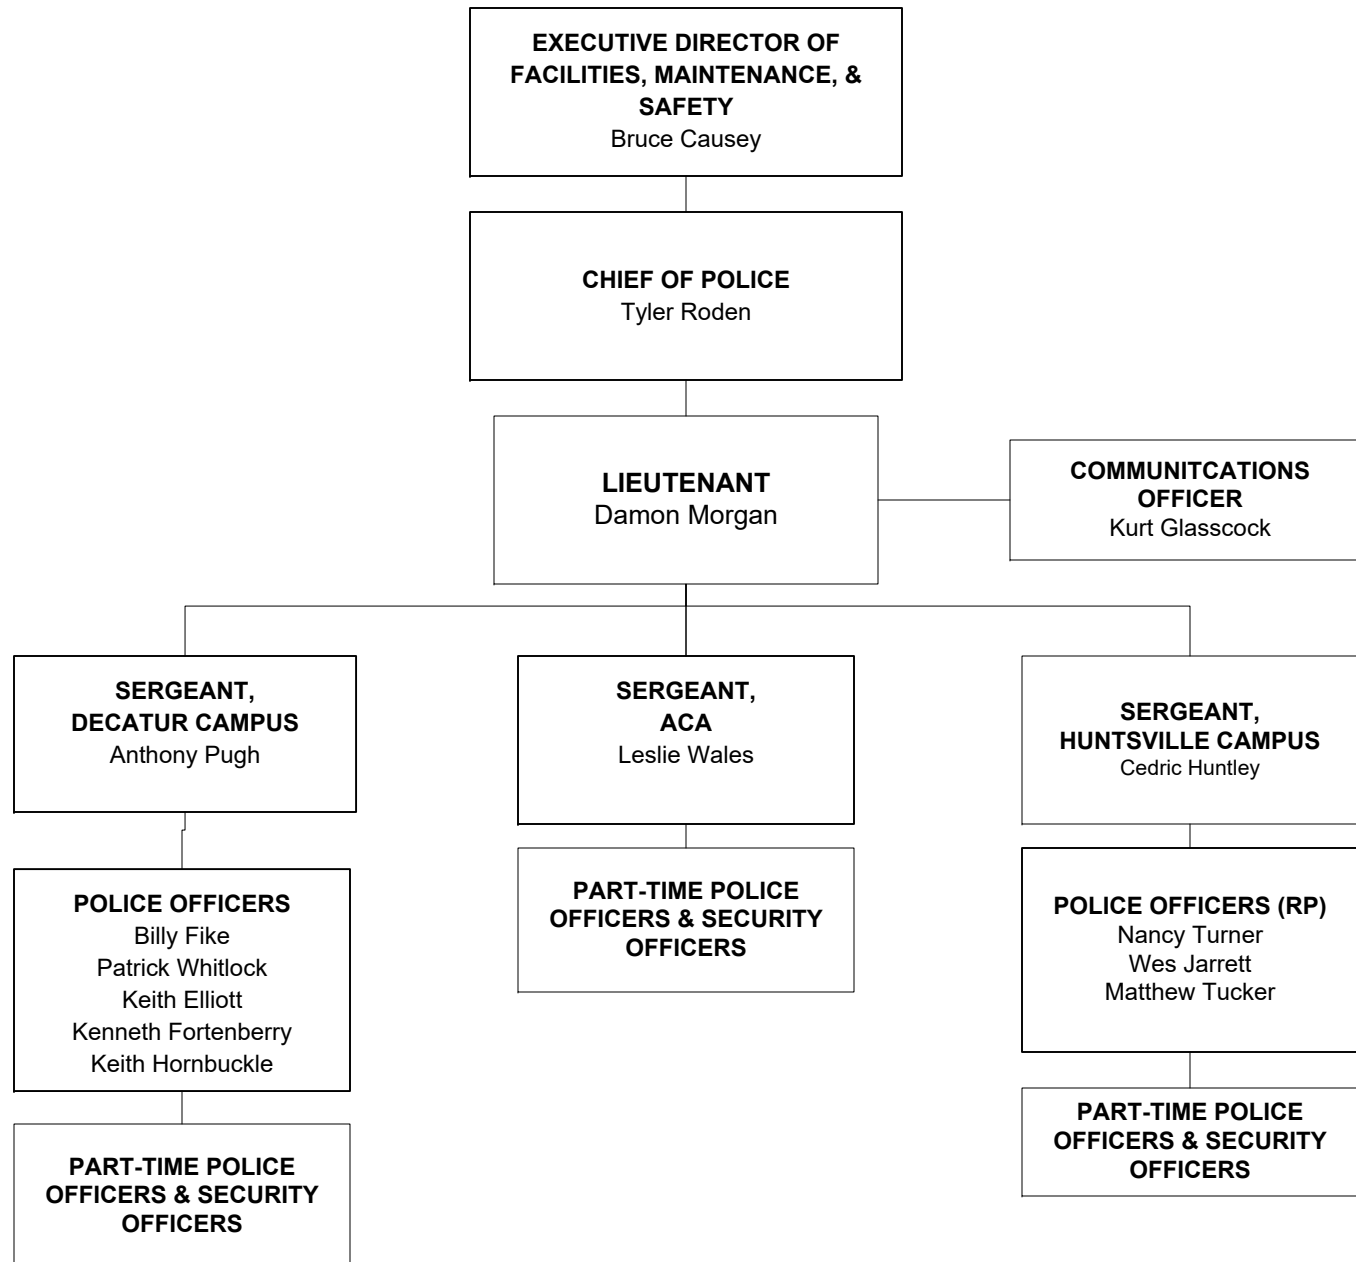 EXECUTIVE DIRECTOR OF
FACILITIES, MAINTENANCE, &
SAFETY
Bruce Causey
CHIEF OF POLICE
Tyler Roden
LIEUTENANT
Damon Morgan
COMMUNITCATIONS
OFFICER
Kurt Glasscock
SERGEANT,
DECATUR CAMPUS
Anthony Pugh
SERGEANT,
ACA
Leslie Wales
SERGEANT,
HUNTSVILLE CAMPUS
Cedric Huntley
POLICE OFFICERS
Billy Fike
Patrick Whitlock
Keith Elliott
Kenneth Fortenberry
Keith Hornbuckle
PART-TIME POLICE
OFFICERS & SECURITY
OFFICERS
POLICE OFFICERS (RP)
Nancy Turner
Wes Jarrett
Matthew Tucker
PART-TIME POLICE
OFFICERS & SECURITY
OFFICERS
PART-TIME POLICE
OFFICERS & SECURITY
OFFICERS